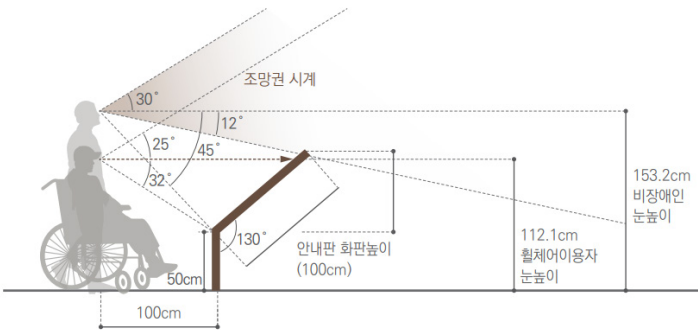 조망권 시계
30°
12°
25°
45°
32°
153.2cm
비장애인
눈높이
130°
안내판 화판높이
(100cm)
112.1cm
휠체어이용자
눈높이
50cm
100cm